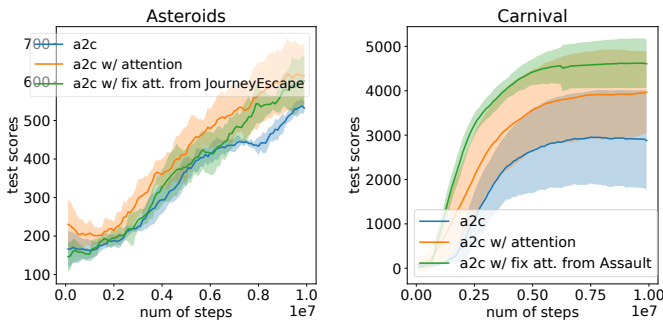 Asteroids
test scores
700
600
500
400
300
200
100
a2c
a2c w/ attention
a2c w/ fix att. from JourneyEscape
0.0 0.2 0.4 0.6 0.8 1.0
1e7
num of steps
Carnival
test scores
5000
4000
3000
2000
1000
0
a2c
a2c w/ attention
a2c w/ fix att. from Assault
0.00 0.25 0.50 0.75 1.00
1e7
num of steps